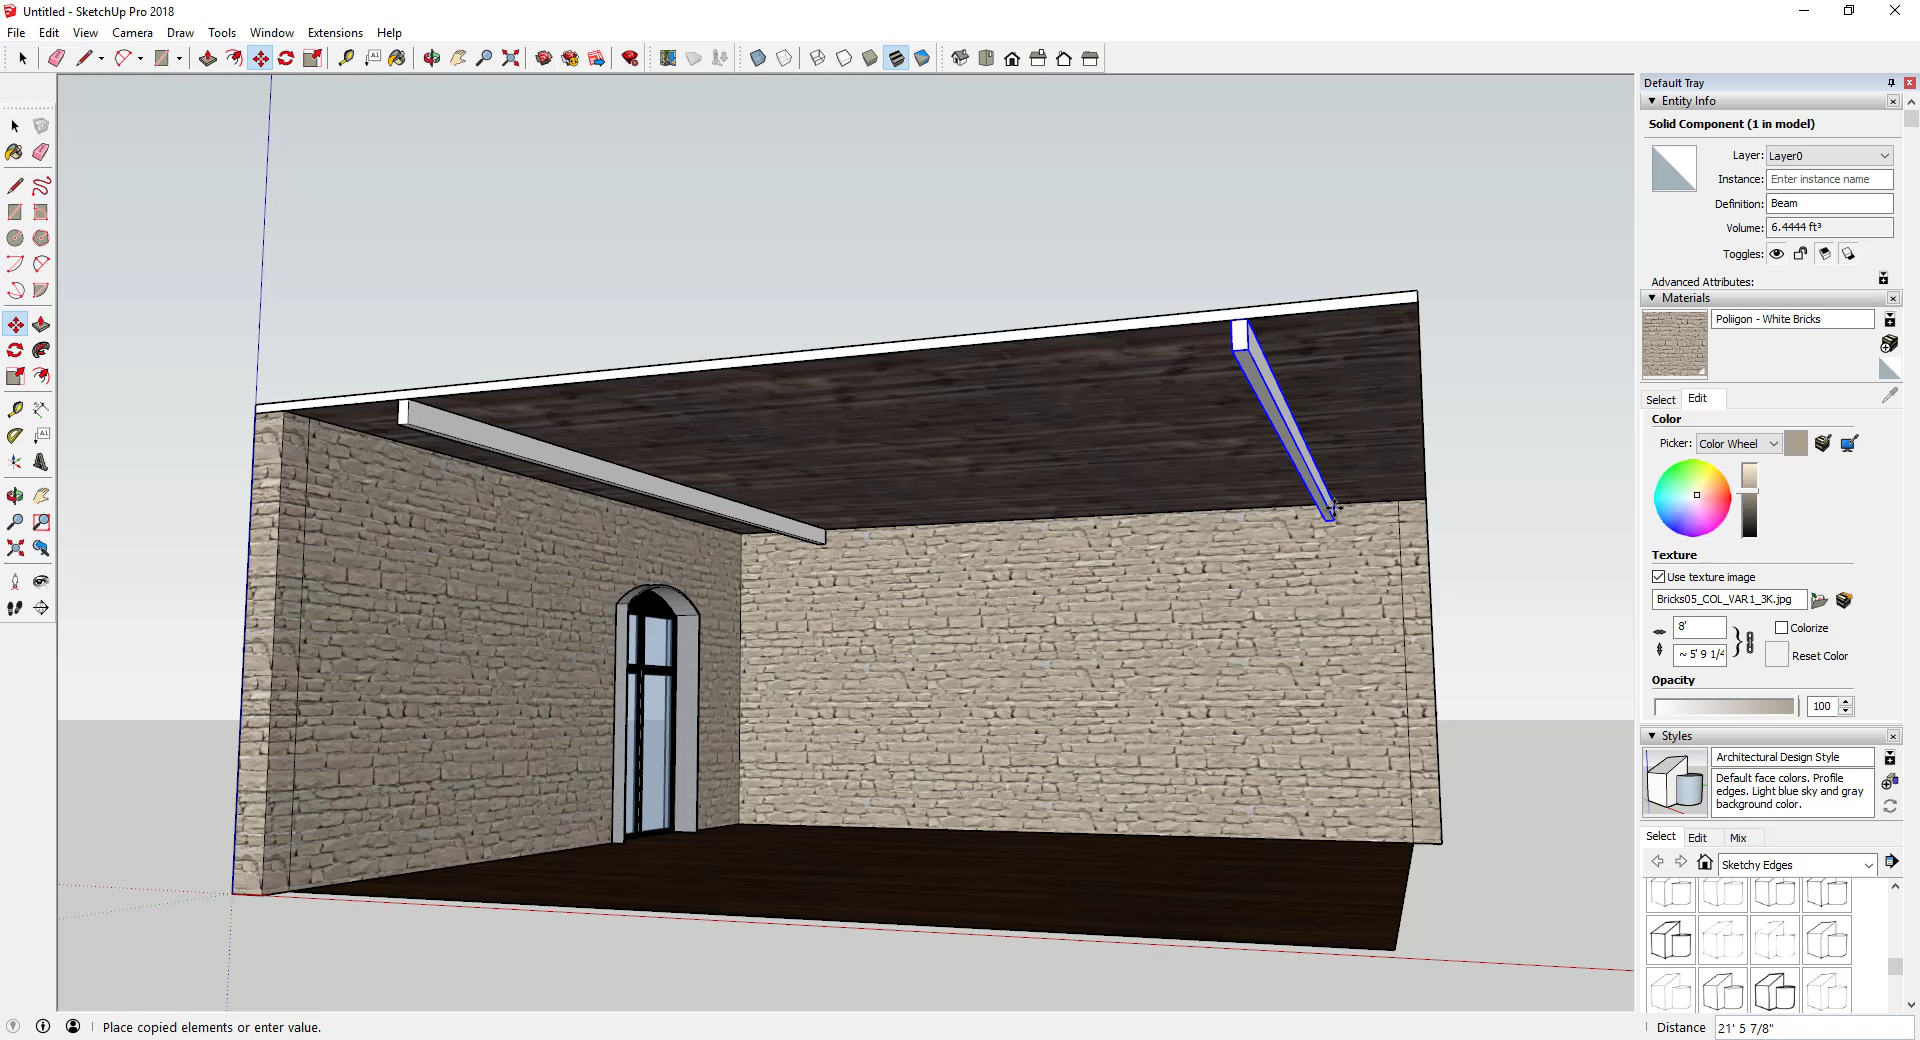 Untitled - SketchUp Pro 2018
File Edit View Camera Draw Tools Window Extensions Help
Default Tray
Entity Info
Solid Component (1 in model)
Layer: Layer0
Instance: Enter instance name
Definition: Beam
Volume: 6.4444 ft³
Toggles:
Advanced Attributes:
Materials
Poliigon - White Bricks
Select Edit
Color
Picker: Color Wheel
Texture
Use texture image
Bricks05_COL_VAR1_3K.jpg
8'
Colorize
~ 5' 9 1/4
Reset Color
Opacity
100
Styles
Architectural Design Style
Default face colors. Profile
edges. Light blue sky and gray
background color.
Select Edit Mix
Sketchy Edges
Place copied elements or enter value.
Distance 21' 5 7/8"